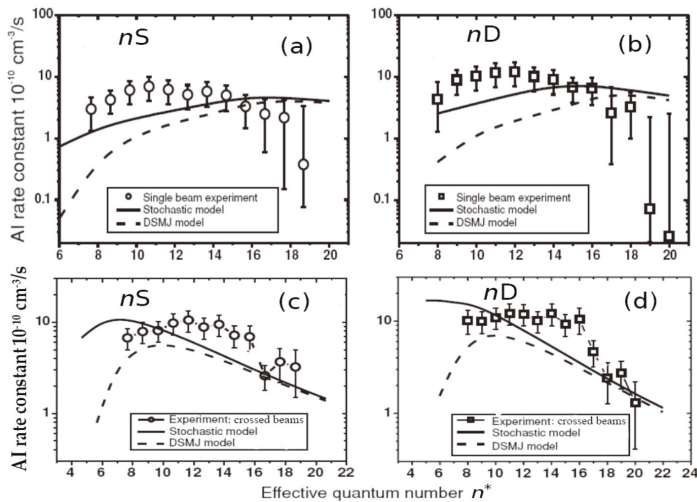 nS
(a)
nD
(b)
AI rate constant 10⁻¹⁰ cm⁻³/s
10
1
0.1
Single beam experiment
Stochastic model
DSMJ model
6 8 10 12 14 16 18 20
10
1
0.1
Single beam experiment
Stochastic model
DSMJ model
6 8 10 12 14 16 18 20
nS
(c)
nD
(d)
AI rate constant 10⁻¹⁰ cm⁻³/s
10
1
Experiment: crossed beams
Stochastic model
DSMJ model
4 6 8 10 12 14 16 18 20 22
10
1
Experiment: crossed beams
Stochastic model
DSMJ model
4 6 8 10 12 14 16 18 20 22
Effective quantum number n*